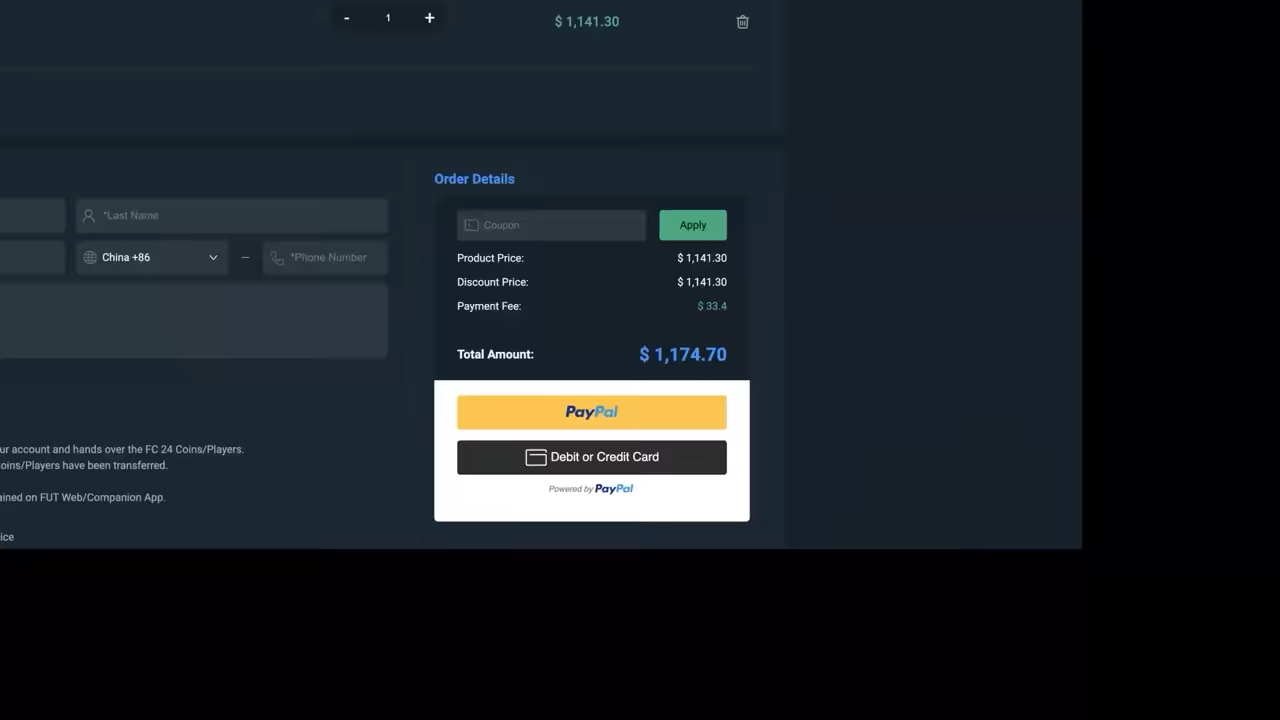 - 1 + $ 1,141.30
Order Details
*Last Name
Coupon Apply
China +86 – *Phone Number
Product Price: $ 1,141.30
Discount Price: $ 1,141.30
Payment Fee: $ 33.4
Total Amount: $ 1,174.70
PayPal
Debit or Credit Card
Powered by PayPal
ur account and hands over the FC 24 Coins/Players.
oins/Players have been transferred.
ained on FUT Web/Companion App.
ice